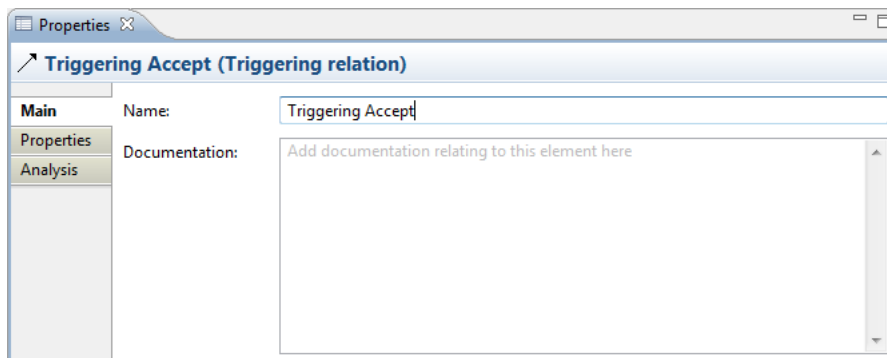 Properties
Triggering Accept (Triggering relation)
Main
Name:
Triggering Accept
Properties
Documentation:
Add documentation relating to this element here
Analysis